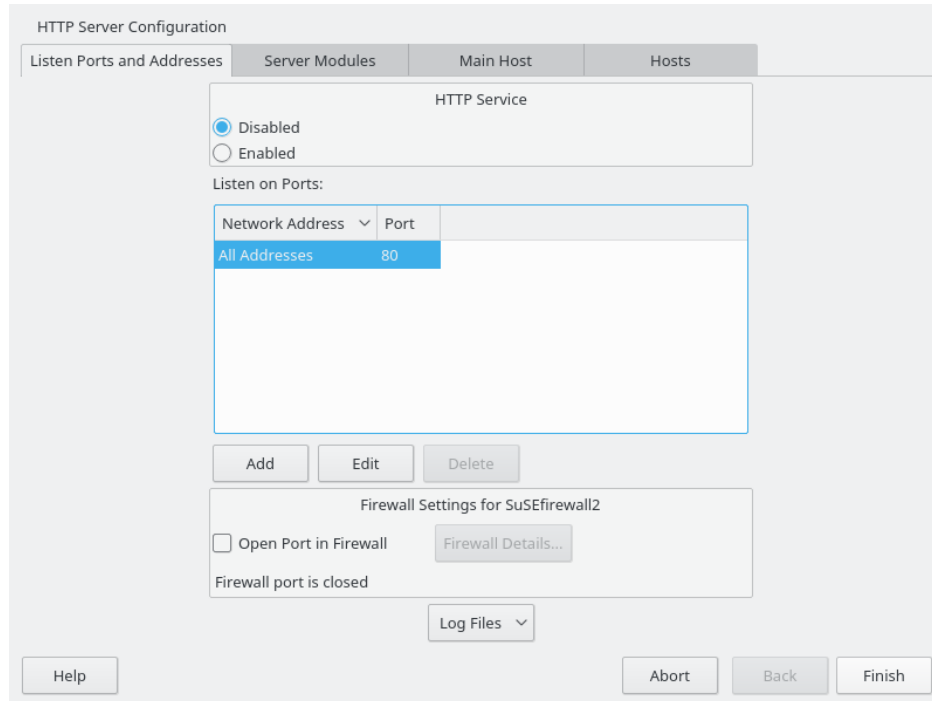 HTTP Server Configuration
Listen Ports and Addresses Server Modules Main Host Hosts
HTTP Service
Disabled
Enabled
Listen on Ports:
Network Address Port
All Addresses 80
Add Edit Delete
Firewall Settings for SuSEfirewall2
Open Port in Firewall Firewall Details...
Firewall port is closed
Log Files
Help Abort Back Finish